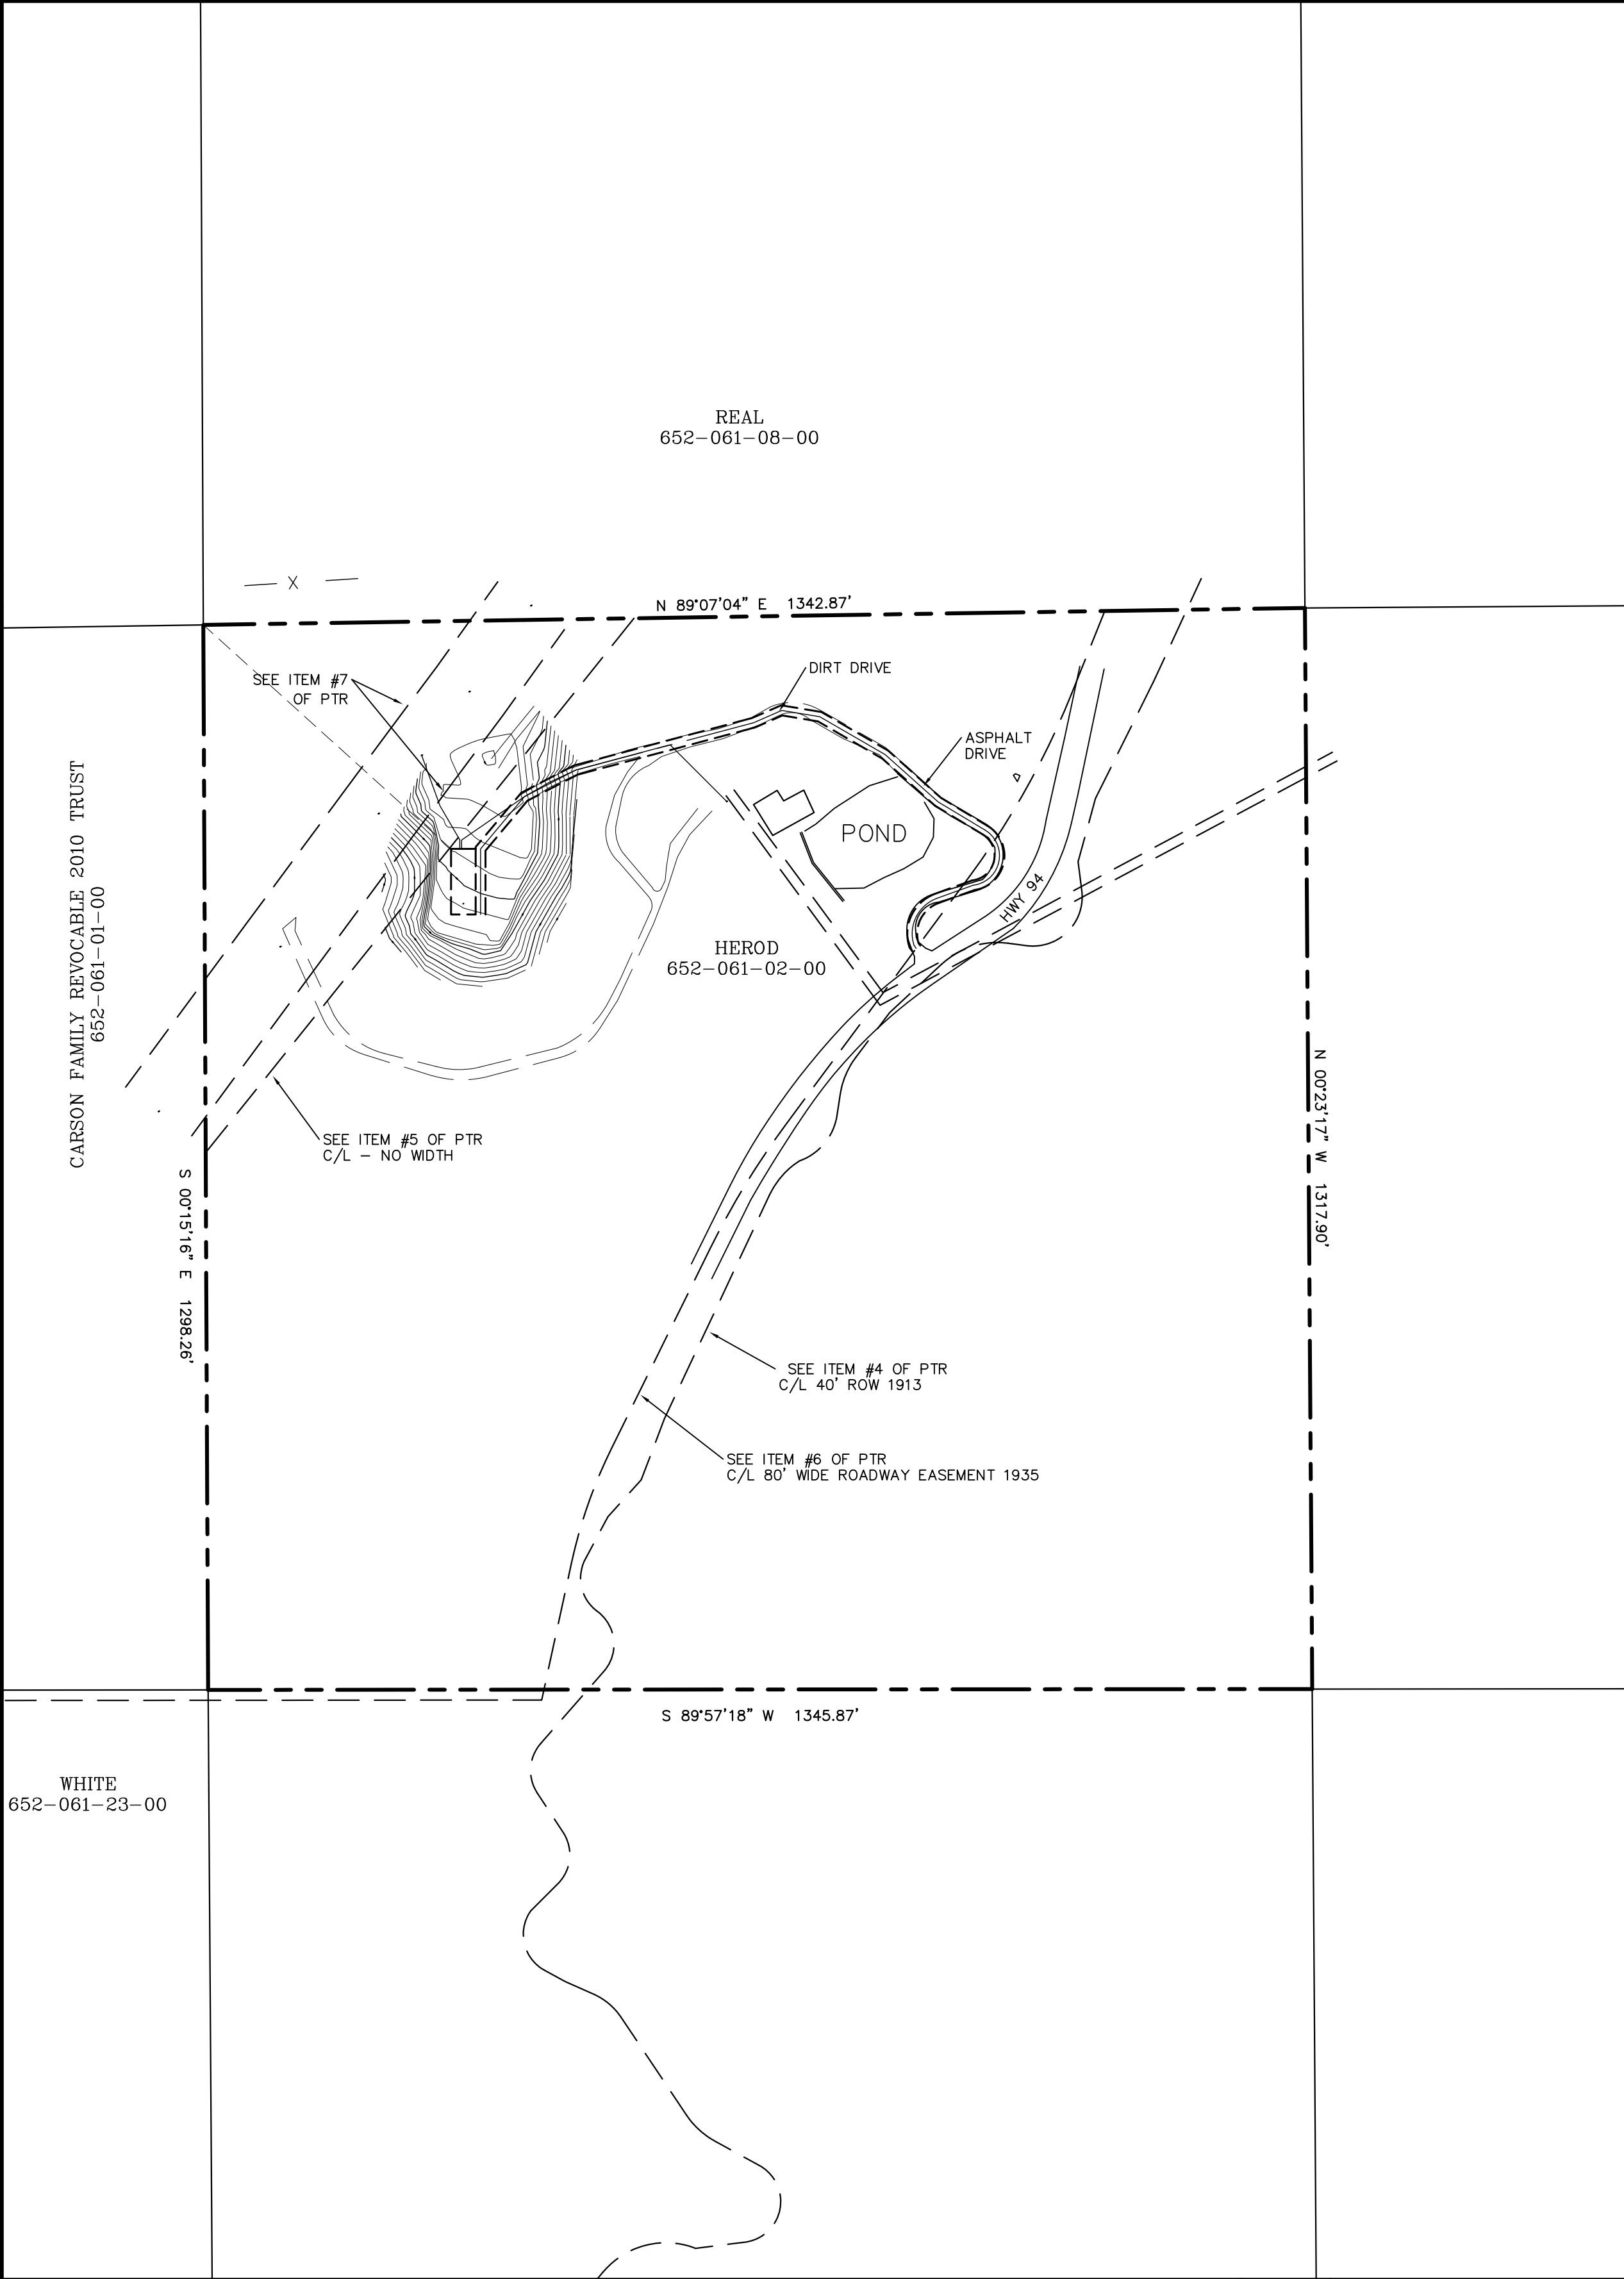 REAL
652-061-08-00
X
N 89°07'04" E 1342.87'
DIRT DRIVE
SEE ITEM #7
OF PTR
ASPHALT
DRIVE
POND
HWY 94
CARSON FAMILY REVOCABLE 2010 TRUST
652-061-01-00
HEROD
652-061-02-00
N 00°23'17" W 1317.90'
SEE ITEM #5 OF PTR
C/L - NO WIDTH
S 00°15'16" E 1298.26'
SEE ITEM #4 OF PTR
C/L 40' ROW 1913
SEE ITEM #6 OF PTR
C/L 80' WIDE ROADWAY EASEMENT 1935
S 89°57'18" W 1345.87'
WHITE
652-061-23-00